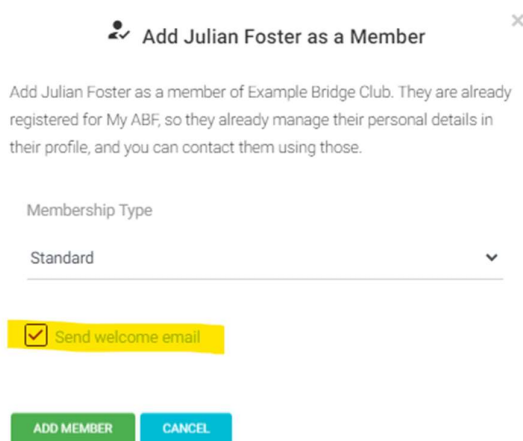 Add Julian Foster as a Member
Add Julian Foster as a member of Example Bridge Club. They are already
registered for My ABF, so they already manage their personal details in
their profile, and you can contact them using those.
Membership Type
Standard
Send welcome email
ADD MEMBER CANCEL